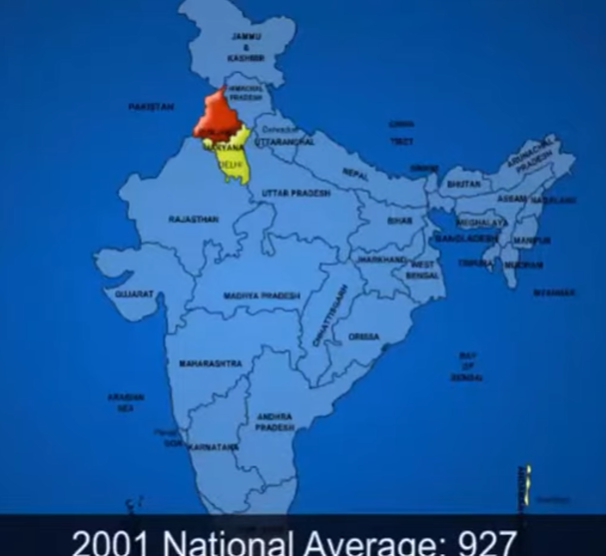 JAMMU
&
KASHMIR
HIMACHAL
PRADESH
PAKISTAN
HARYANA
DELHI
UTTARANCHAL
TIBET
NEPAL
BHUTAN
ARUNACHAL
PRADESH
ASSAM
NAGALAND
UTTAR PRADESH
RAJASTHAN
BIHAR
MEGHALAYA
BANGLADESH
MANIPUR
JHARKHAND
WEST
BENGAL
TRIPURA
MIZORAM
GUJARAT
MADHYA PRADESH
CHHATTISGARH
MYANMAR
ORISSA
MAHARASHTRA
BAY
OF
BENGAL
ARABIAN
SEA
ANDHRA
PRADESH
GOA
KARNATAKA
2001 National Average: 927